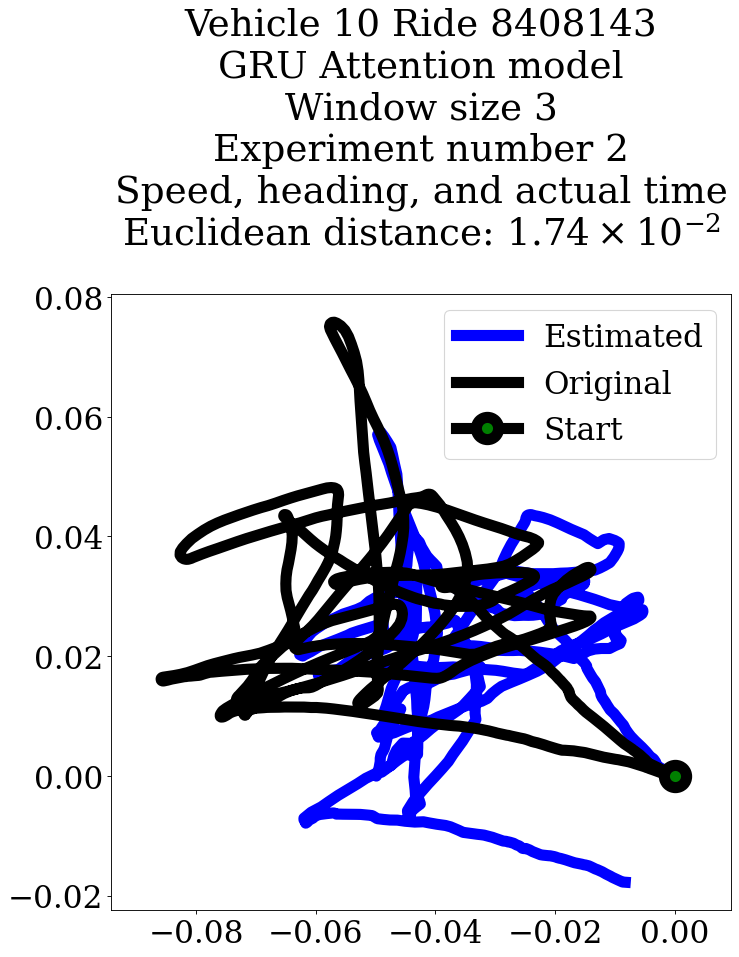 Vehicle 10 Ride 8408143
GRU Attention model
Window size 3
Experiment number 2
Speed, heading, and actual time
Euclidean distance: 1.74 × 10⁻²
Estimated
Original
Start
0.08
0.06
0.04
0.02
0.00
−0.02
−0.08 −0.06 −0.04 −0.02 0.00